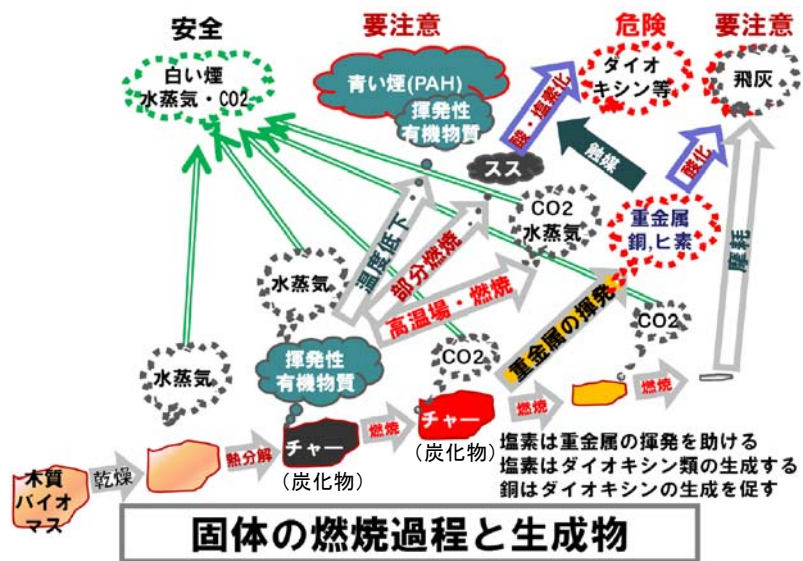 安全
要注意
危険
要注意
白い煙
水蒸気・CO2
青い煙(PAH)
揮発性
有機物質
スス
酸・塩素化
ダイオ
キシン等
飛灰
触媒
酸化
重金属
銅,ヒ素
CO2
水蒸気
水蒸気
温度低下
部分燃焼
高温場・燃焼
重金属の揮発
摩耗
CO2
水蒸気
揮発性
有機物質
CO2
木質
バイオ
マス
乾燥
熱分解
チャー
(炭化物)
燃焼
チャー
(炭化物)
燃焼
燃焼
塩素は重金属の揮発を助ける
塩素はダイオキシン類の生成する
銅はダイオキシンの生成を促す
固体の燃焼過程と生成物